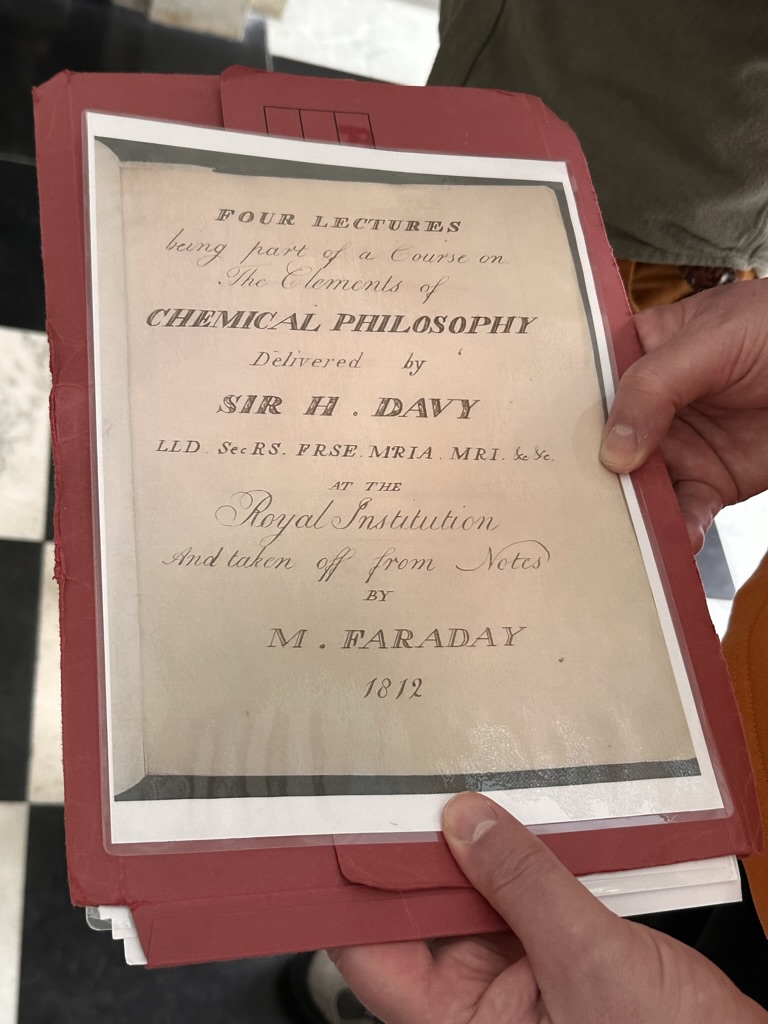 FOUR LECTURES
being part of a Course on
The Elements of
CHEMICAL PHILOSOPHY
Delivered by
SIR H. DAVY
LLD. SecRS. FRSE. MRIA. MRI. &c &c.
AT THE
Royal Institution
And taken off from Notes
BY
M. FARADAY
1812